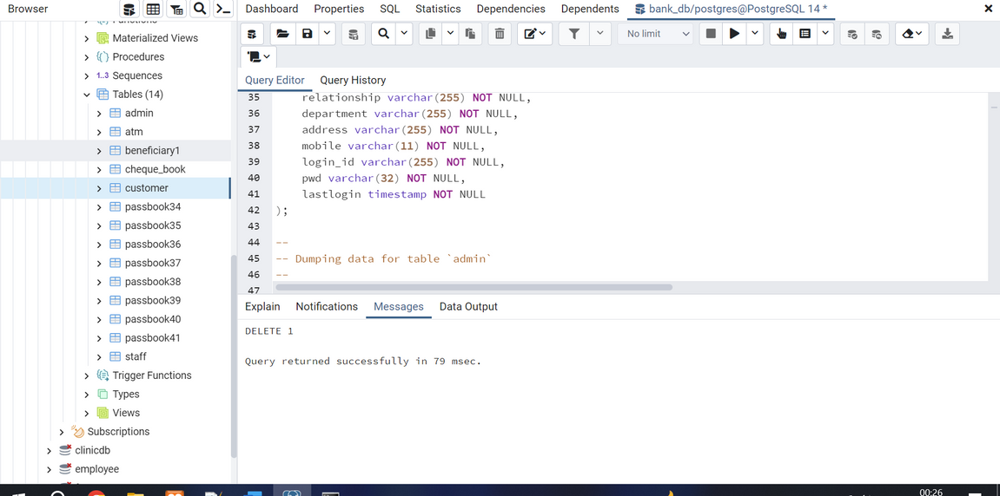 Browser
Dashboard Properties SQL Statistics Dependencies Dependents bank_db/postgres@PostgreSQL 14 *
Materialized Views
Procedures
1..3 Sequences
Tables (14)
admin
atm
beneficiary1
cheque_book
customer
passbook34
passbook35
passbook36
passbook37
passbook38
passbook39
passbook40
passbook41
staff
Trigger Functions
Types
Views
Subscriptions
clinicdb
employee
No limit
Query Editor Query History
35 relationship varchar(255) NOT NULL,
36 department varchar(255) NOT NULL,
37 address varchar(255) NOT NULL,
38 mobile varchar(11) NOT NULL,
39 login_id varchar(255) NOT NULL,
40 pwd varchar(32) NOT NULL,
41 lastlogin timestamp NOT NULL
42 );
43
44 --
45 -- Dumping data for table `admin`
46 --
47
Explain Notifications Messages Data Output
DELETE 1
Query returned successfully in 79 msec.
00:26